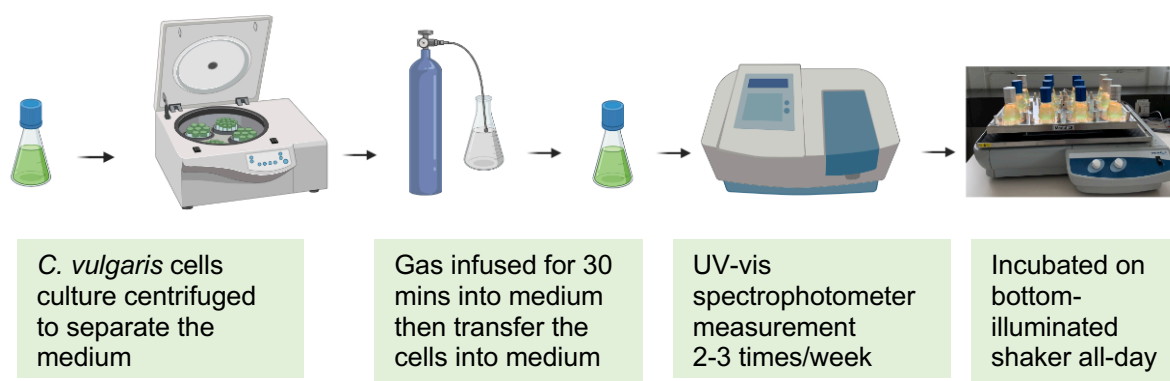 C. vulgaris cells
culture centrifuged
to separate the
medium
Gas infused for 30
mins into medium
then transfer the
cells into medium
UV-vis
spectrophotometer
measurement
2-3 times/week
Incubated on
bottom-
illuminated
shaker all-day